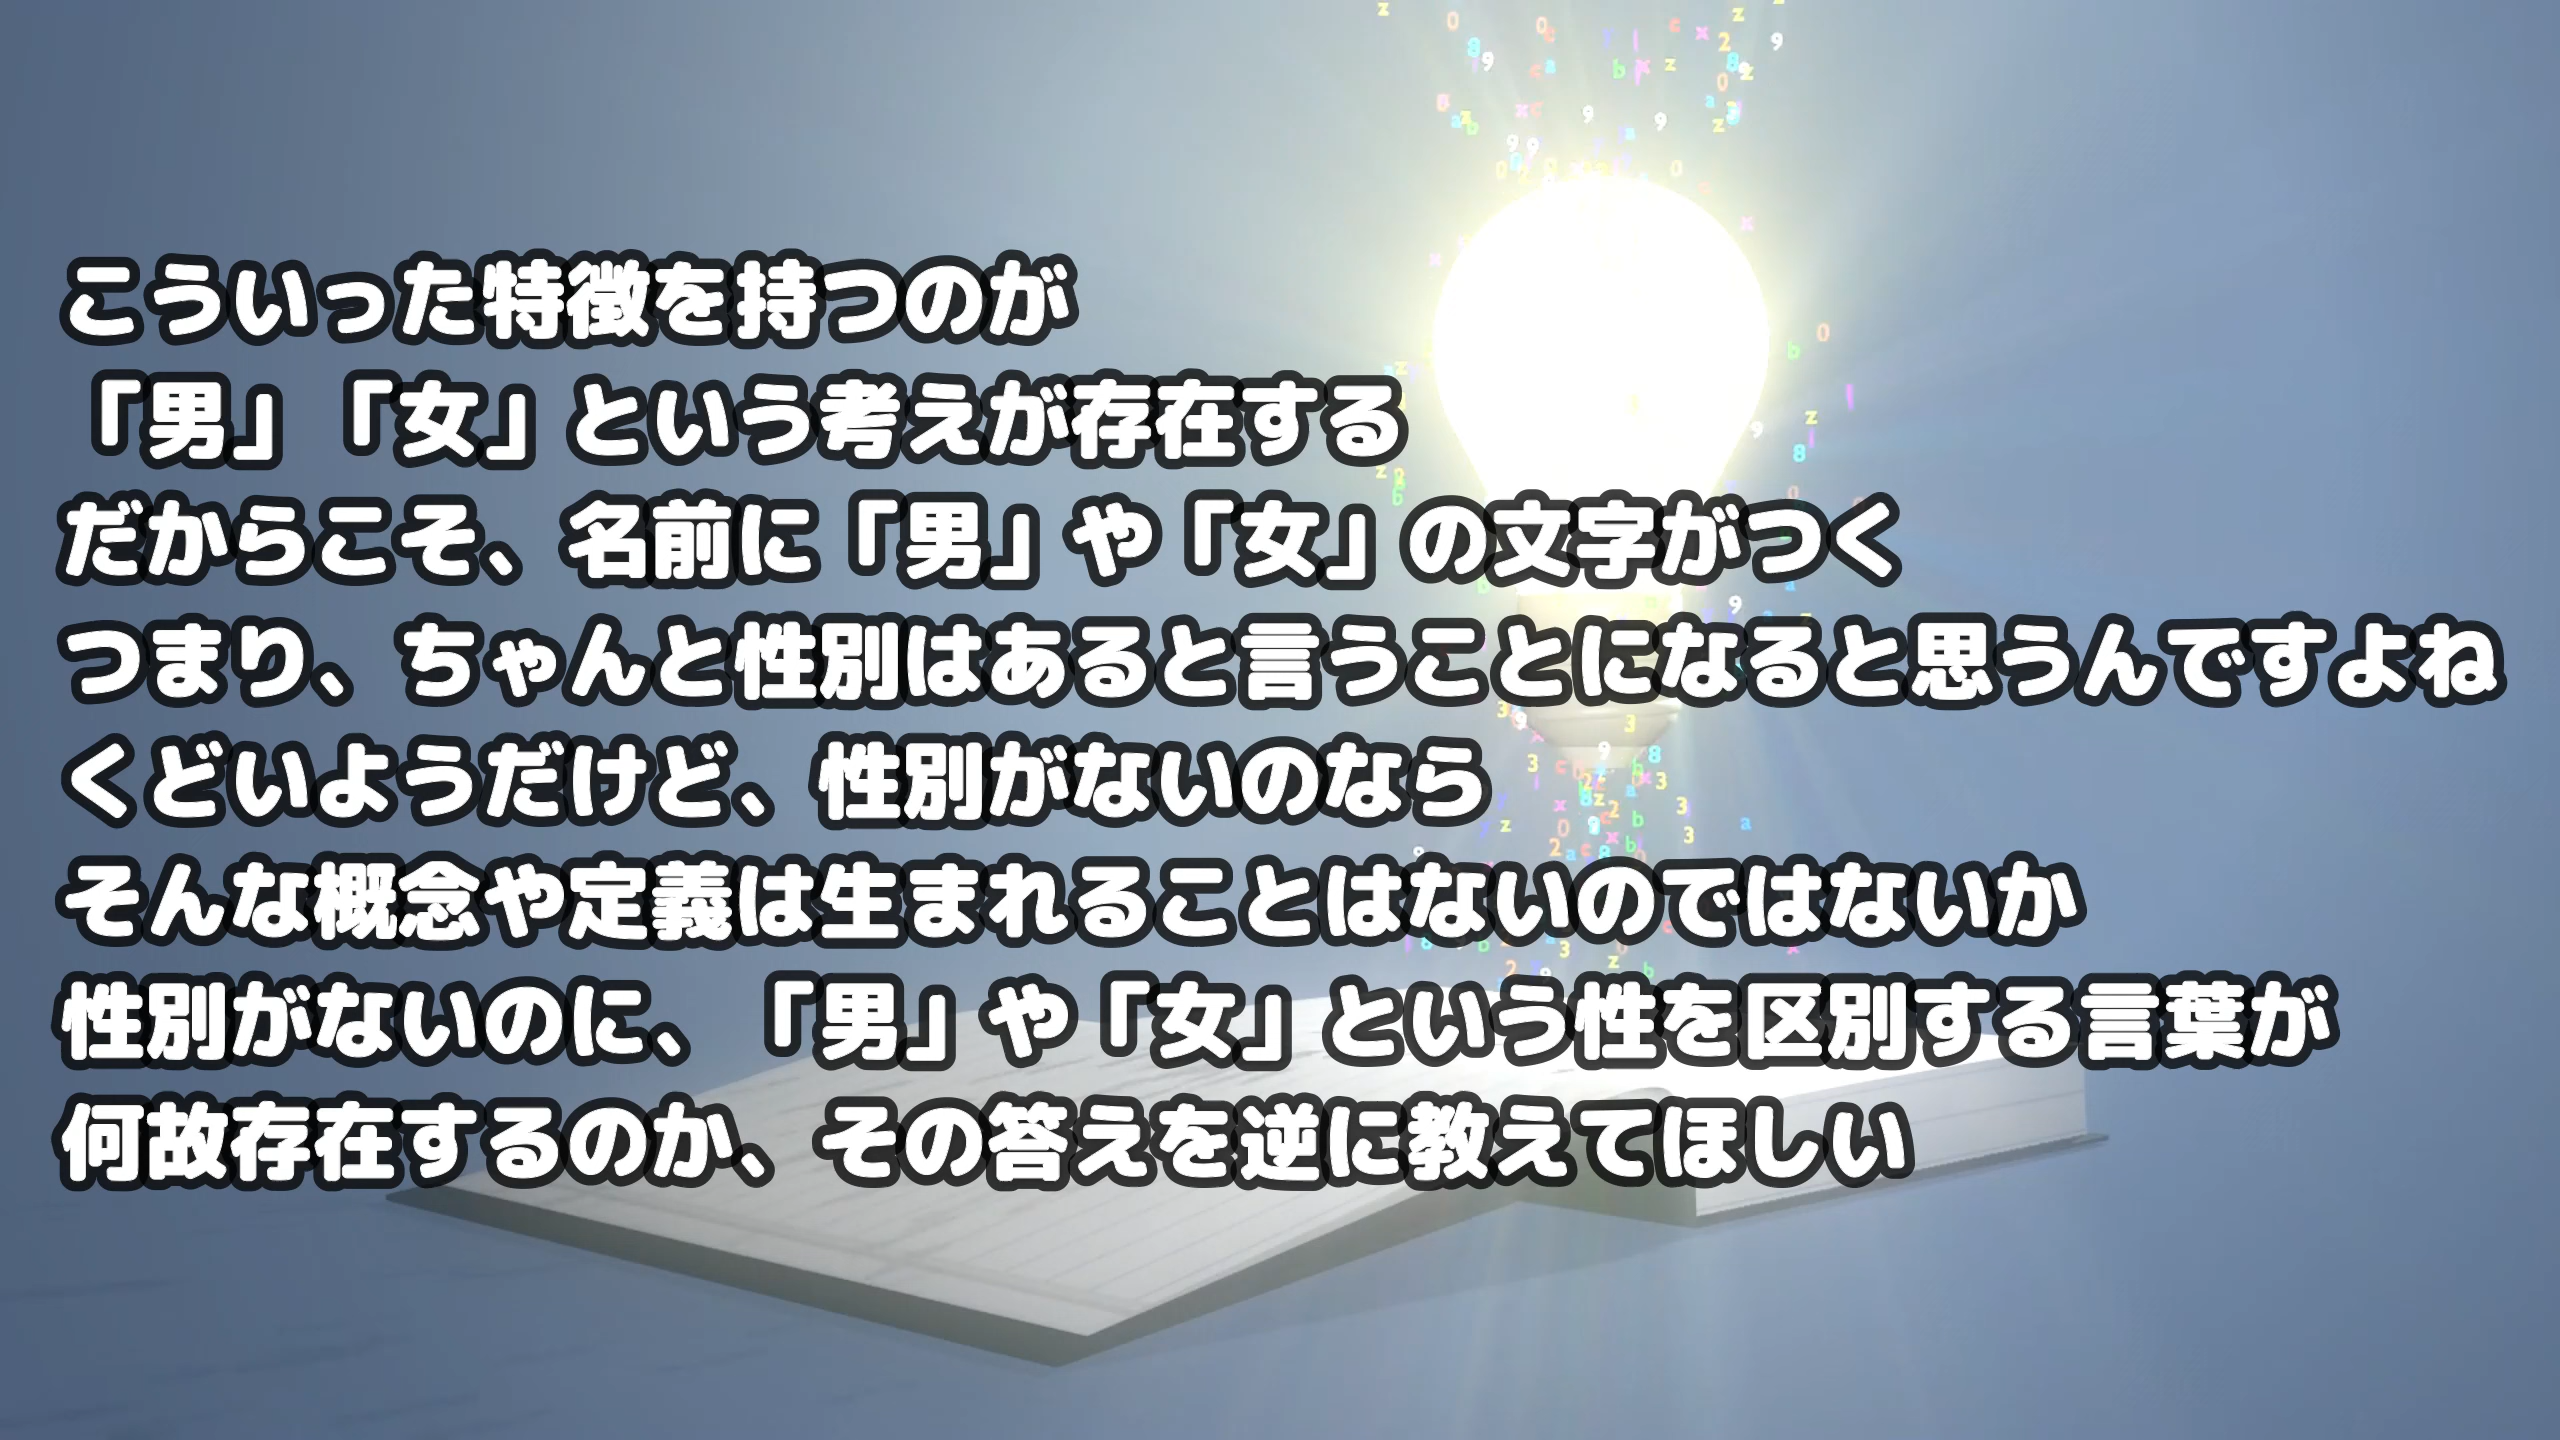 こういった特徴を持つのが
「男」「女」という考えが存在する
だからこそ、名前に「男」や「女」の文字がつく
つまり、ちゃんと性別はあると言うことになると思うんですよね
くどいようだけど、性別がないのなら
そんな概念や定義は生まれることはないのではないか
性別がないのに、「男」や「女」という性を区別する言葉が
何故存在するのか、その答えを逆に教えてほしい